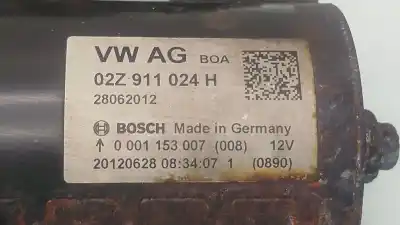 VW AG BOA
02Z 911 024 H
28062012
BOSCH Made in Germany
↑ 0 001 153 007 (008) 12V
20120628 08:34:07 1 (0890)